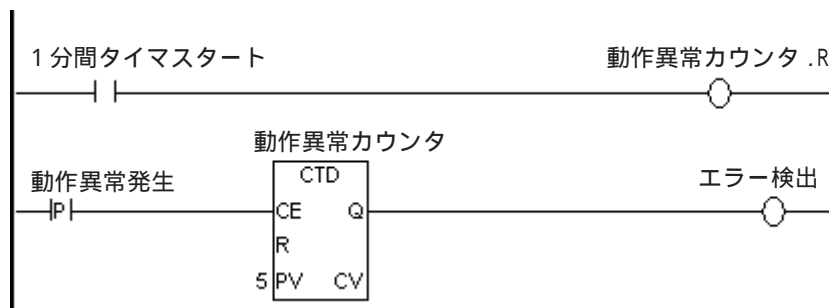 1分間タイマスタート
動作異常カウンタ.R
動作異常カウンタ
CTD
動作異常発生
エラー検出
P
CE Q
R
5 PV CV